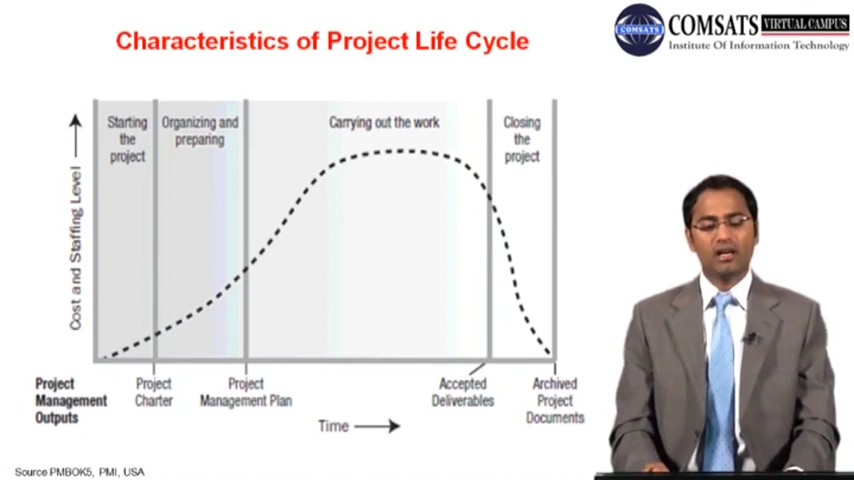 Characteristics of Project Life Cycle
COMSATS
COMSATS
VIRTUAL CAMPUS
Institute Of Information Technology
Starting
the
project
Organizing and
preparing
Carrying out the work
Closing
the
project
Cost and Staffing Level
Project
Management
Outputs
Project
Charter
Project
Management Plan
Accepted
Deliverables
Archived
Project
Documents
Time
Source PMBOK5, PMI, USA